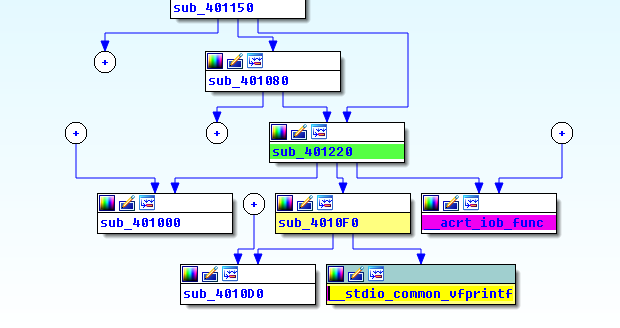 sub_401150
+
sub_401080
+
+
sub_401220
+
sub_401000
+
sub_4010F0
__acrt_iob_func
sub_4010D0
__stdio_common_vfprintf